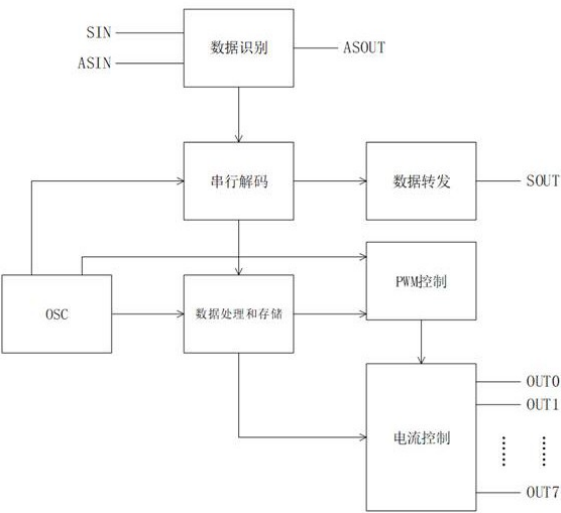 SIN
ASIN
数据识别
ASOUT
串行解码
数据转发
SOUT
OSC
数据处理和存储
PWM控制
电流控制
OUT0
OUT1
OUT7